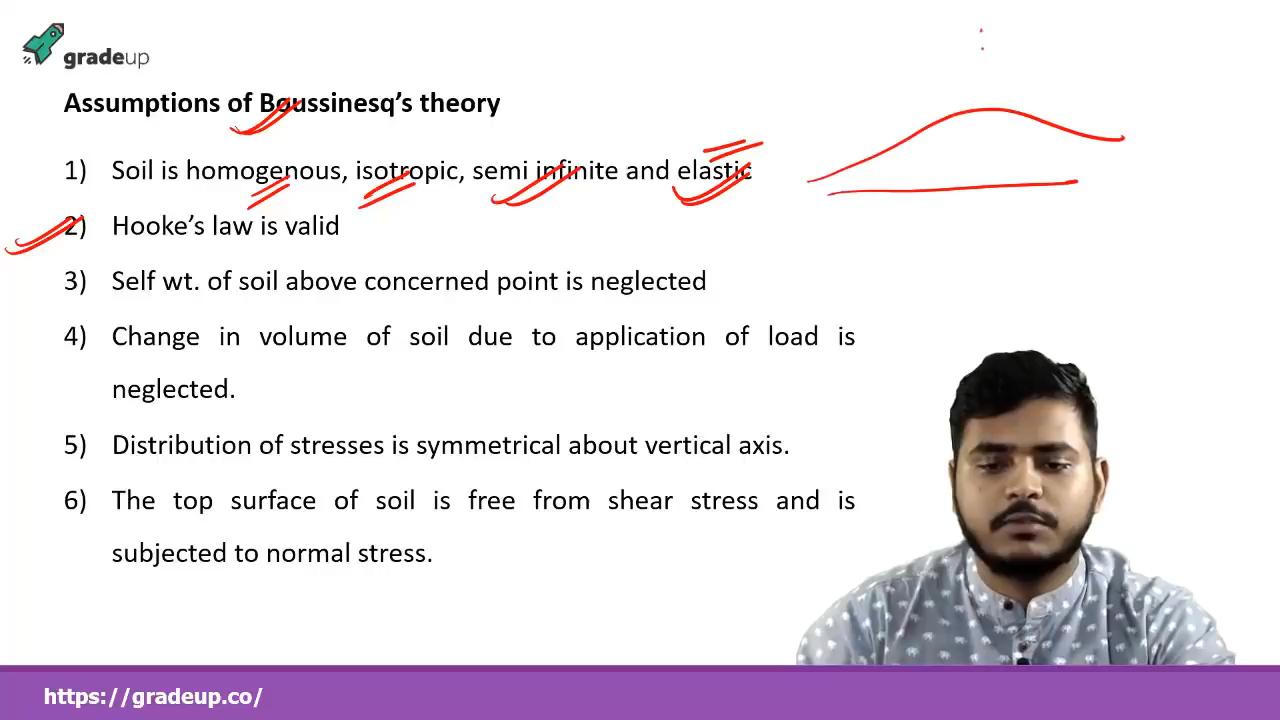 gradeup
Assumptions of Boussinesq's theory
1) Soil is homogenous, isotropic, semi infinite and elastic
2) Hooke's law is valid
3) Self wt. of soil above concerned point is neglected
4) Change in volume of soil due to application of load is
neglected.
5) Distribution of stresses is symmetrical about vertical axis.
6) The top surface of soil is free from shear stress and is
subjected to normal stress.
https://gradeup.co/